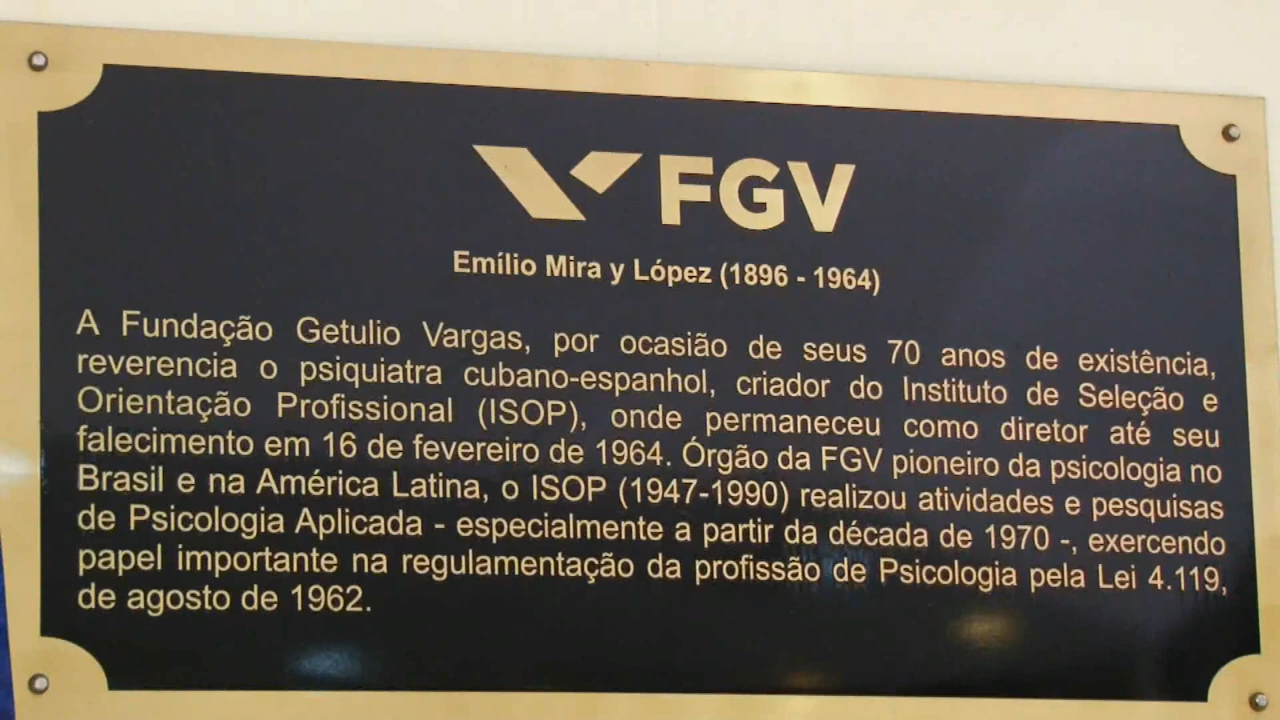 FGV
Emílio Mira y López (1896 - 1964)
A Fundação Getulio Vargas, por ocasião de seus 70 anos de existência,
reverencia o psiquiatra cubano-espanhol, criador do Instituto de Seleção e
Orientação Profissional (ISOP), onde permaneceu como diretor até seu
falecimento em 16 de fevereiro de 1964. Órgão da FGV pioneiro da psicologia no
Brasil e na América Latina, o ISOP (1947-1990) realizou atividades e pesquisas
de Psicologia Aplicada - especialmente a partir da década de 1970 -, exercendo
papel importante na regulamentação da profissão de Psicologia pela Lei 4.119,
de agosto de 1962.